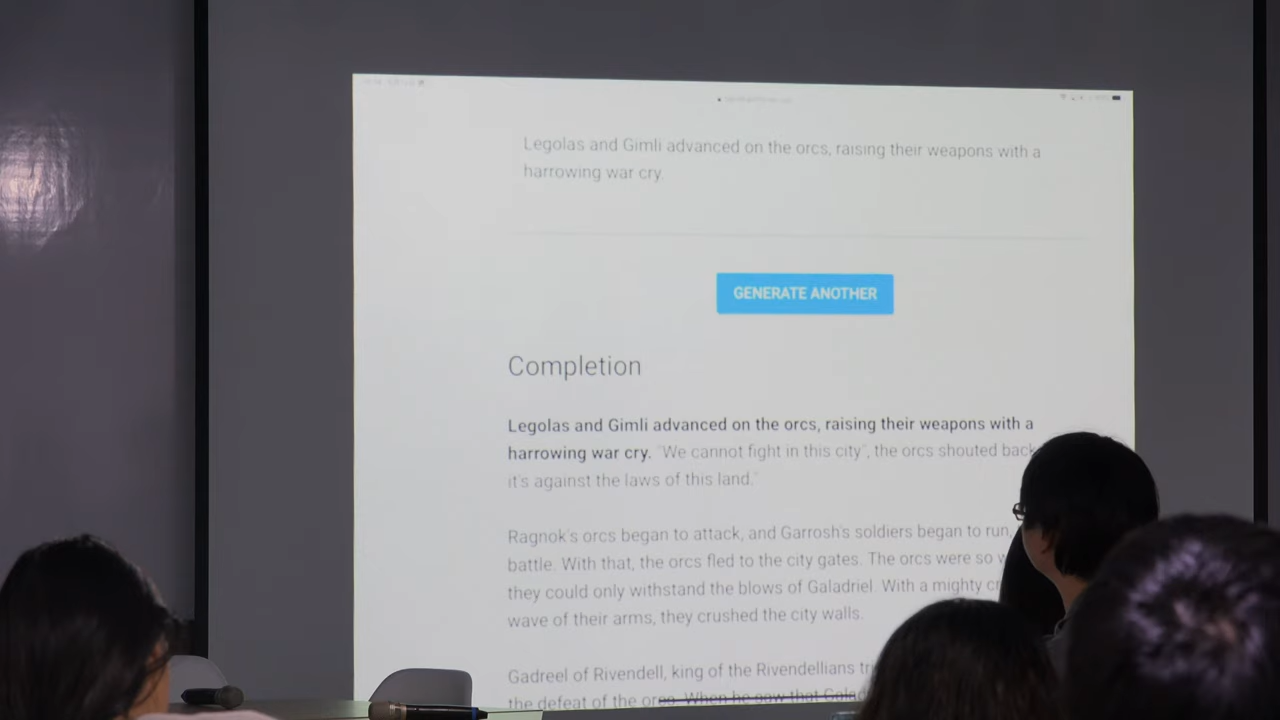 Legolas and Gimli advanced on the orcs, raising their weapons with a
harrowing war cry.
GENERATE ANOTHER
Completion
Legolas and Gimli advanced on the orcs, raising their weapons with a
harrowing war cry. "We cannot fight in this city", the orcs shouted back
it's against the laws of this land."
Ragnok's orcs began to attack, and Garrosh's soldiers began to run,
battle. With that, the orcs fled to the city gates. The orcs were so
they could only withstand the blows of Galadriel. With a mighty
wave of their arms, they crushed the city walls.
Gadreel of Rivendell, king of the Rivendellians
the defeat of the orcs. When he saw that